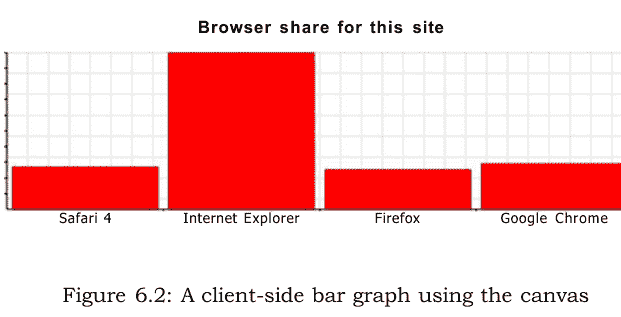 Browser share for this site
Safari 4 Internet Explorer Firefox Google Chrome
Figure 6.2: A client-side bar graph using the canvas